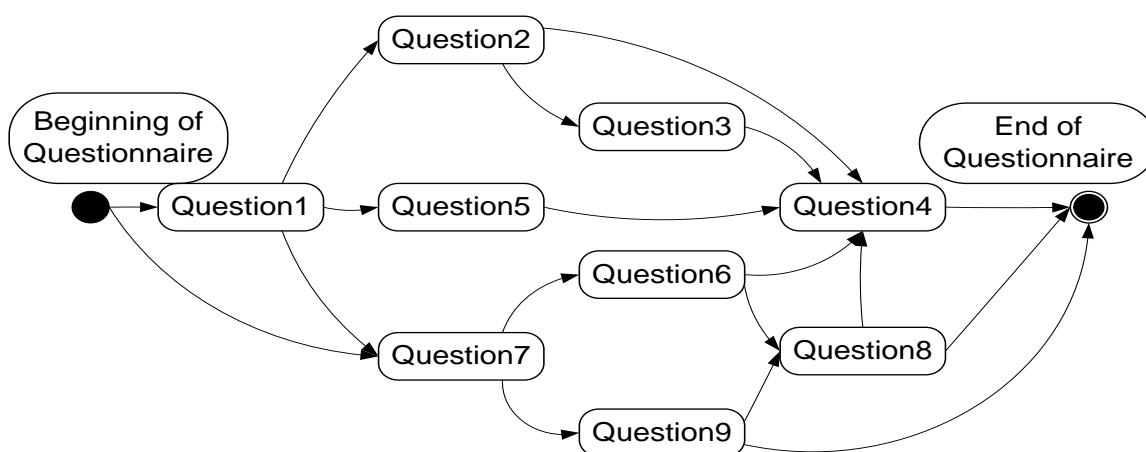 Question2
Beginning of
Questionnaire
Question3
End of
Questionnaire
Question1
Question5
Question4
Question6
Question7
Question8
Question9